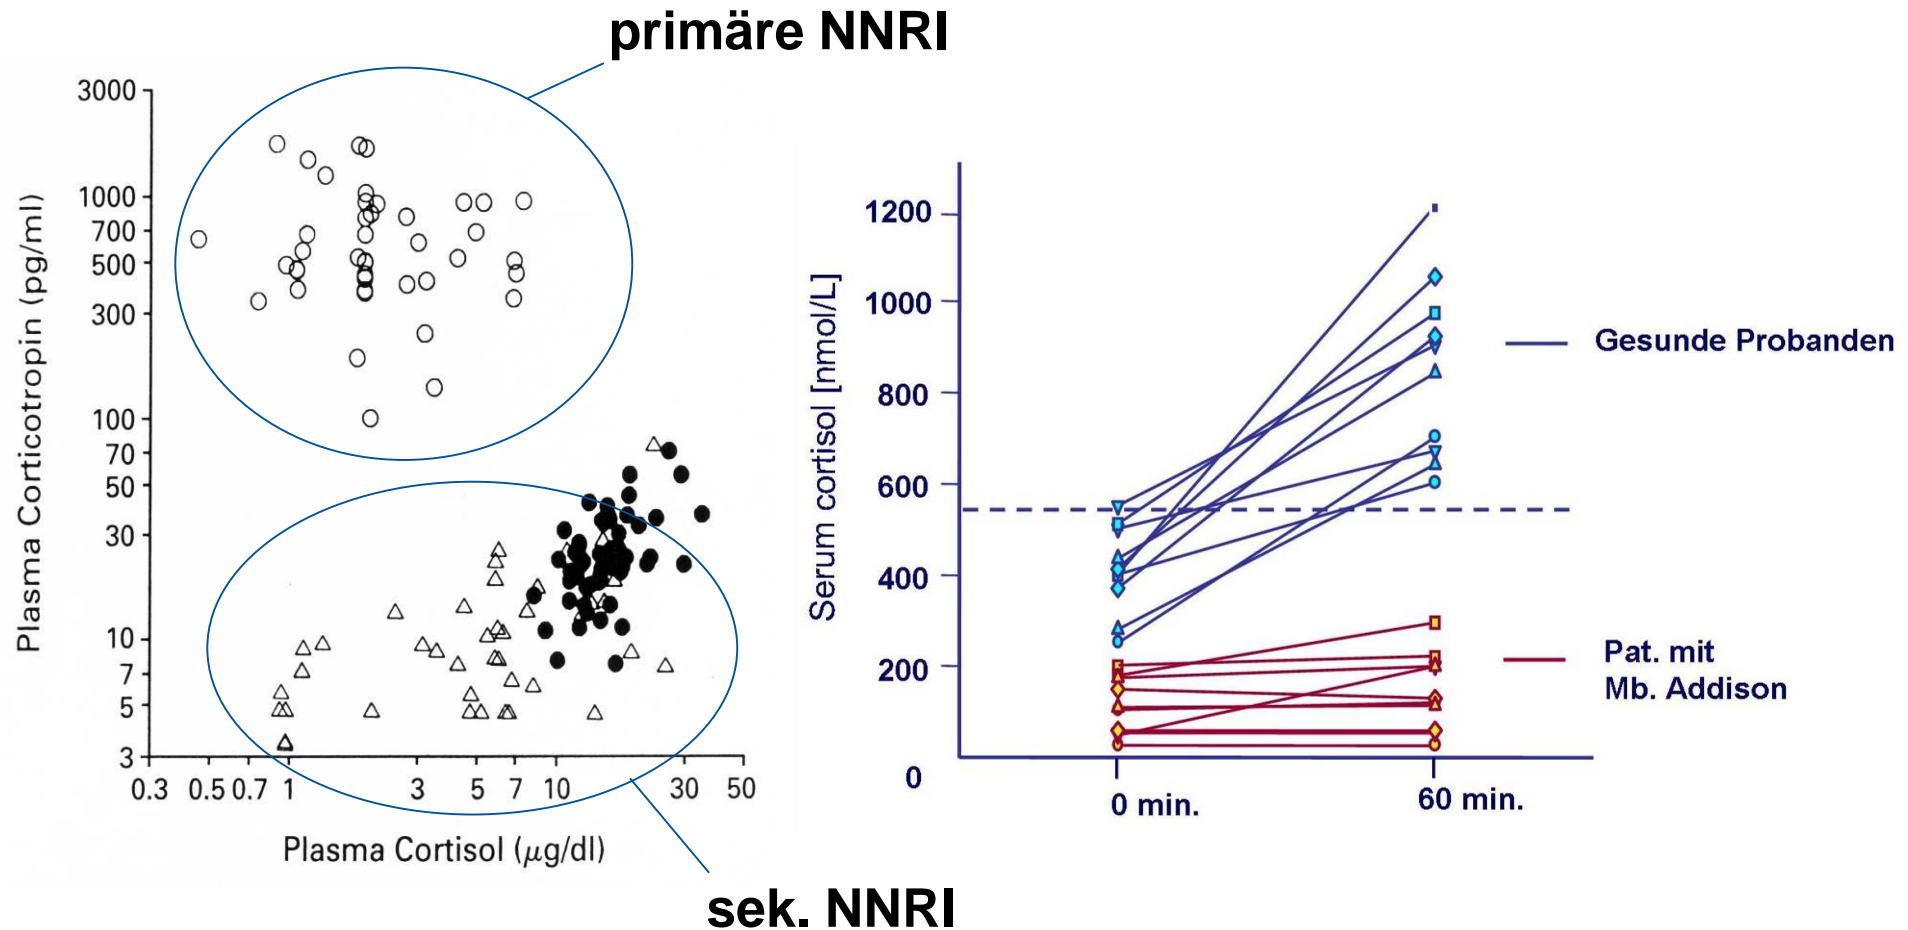 primäre NNRI
3000
1000
700
500
300
100
70
50
30
10
7
5
3
0.3 0.5 0.7 1 3 5 7 10 30 50
Plasma Corticotropin (pg/ml)
Plasma Cortisol (µg/dl)
sek. NNRI
1200
1000
800
600
400
200
0
Serum cortisol [nmol/L]
0 min. 60 min.
Gesunde Probanden
Pat. mit
Mb. Addison